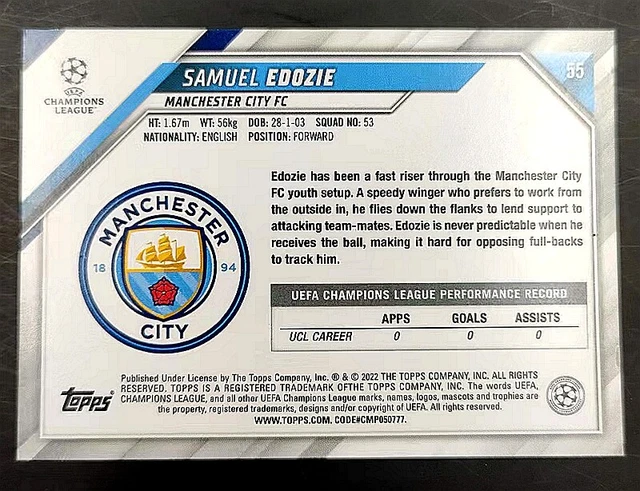 SAMUEL EDOZIE
55
MANCHESTER CITY FC
UEFA
CHAMPIONS
LEAGUE
HT: 1.67m WT: 56kg DOB: 28-1-03 SQUAD NO: 53
NATIONALITY: ENGLISH POSITION: FORWARD
Edozie has been a fast riser through the Manchester City
FC youth setup. A speedy winger who prefers to work from
the outside in, he flies down the flanks to lend support to
attacking team-mates. Edozie is never predictable when he
receives the ball, making it hard for opposing full-backs
to track him.
MANCHESTER
18 94
CITY
UEFA CHAMPIONS LEAGUE PERFORMANCE RECORD
APPS GOALS ASSISTS
UCL CAREER 0 0 0
Topps
Published Under License by The Topps Company, Inc. ® & © 2022 THE TOPPS COMPANY, INC. ALL RIGHTS
RESERVED. TOPPS IS A REGISTERED TRADEMARK OFTHE TOPPS COMPANY, INC. The words UEFA,
CHAMPIONS LEAGUE, and all other UEFA Champions League marks, names, logos, mascots and trophies are
the property, registered trademarks, designs and/or copyright of UEFA. All rights reserved.
WWW.TOPPS.COM. CODE#CMP050777.